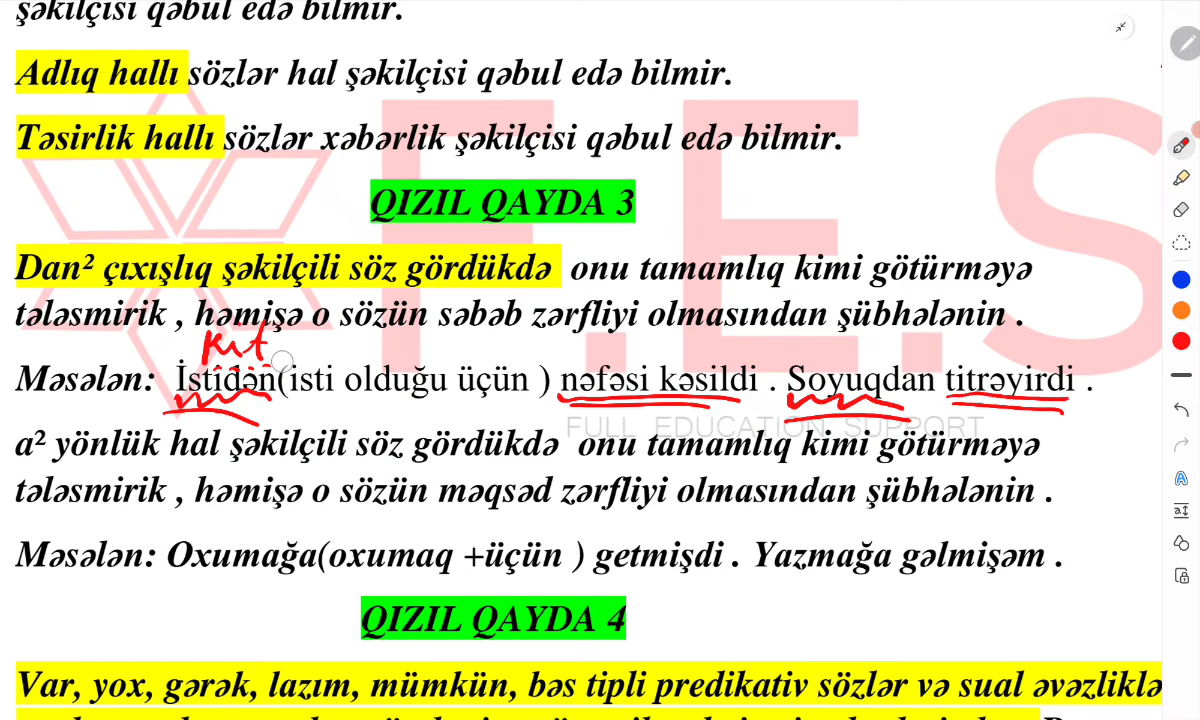 şəkilçisi qəbul edə bilmir.
Adlıq hallı sözlər hal şəkilçisi qəbul edə bilmir.
Təsirlik hallı sözlər xəbərlik şəkilçisi qəbul edə bilmir.
QIZIL QAYDA 3
Dan² çıxışlıq şəkilçili söz gördükdə onu tamamlıq kimi götürməyə
tələsmirik , həmişə o sözün səbəb zərfliyi olmasından şübhələnin .
Məsələn: İstidən(isti olduğu üçün ) nəfəsi kəsildi . Soyuqdan titrəyirdi .
FULL EDUCATION SUPPORT
a² yönlük hal şəkilçili söz gördükdə onu tamamlıq kimi götürməyə
tələsmirik , həmişə o sözün məqsəd zərfliyi olmasından şübhələnin .
Məsələn: Oxumağa(oxumaq +üçün ) getmişdi . Yazmağa gəlmişəm .
QIZIL QAYDA 4
Var, yox, gərək, lazım, mümkün, bəs tipli predikativ sözlər və sual əvəzliklə
F.E.S